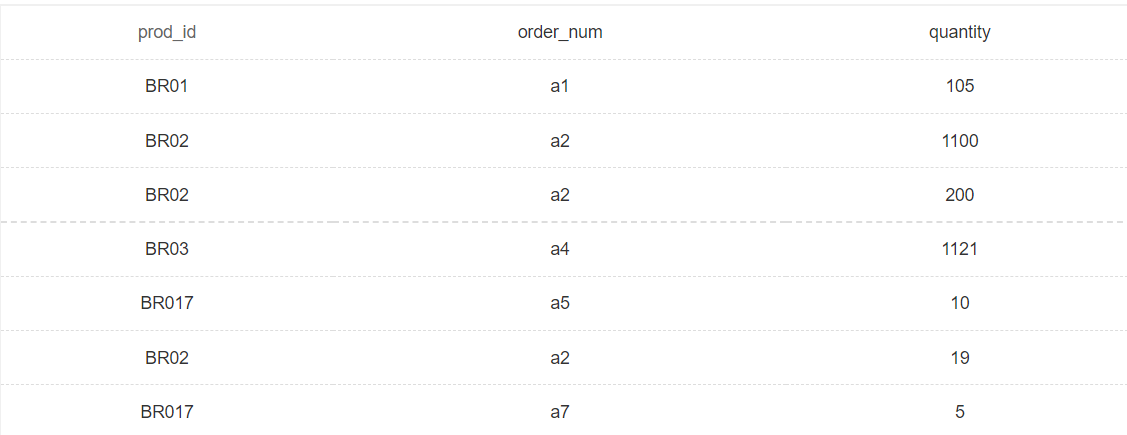 prod_id order_num quantity
BR01 a1 105
BR02 a2 1100
BR02 a2 200
BR03 a4 1121
BR017 a5 10
BR02 a2 19
BR017 a7 5